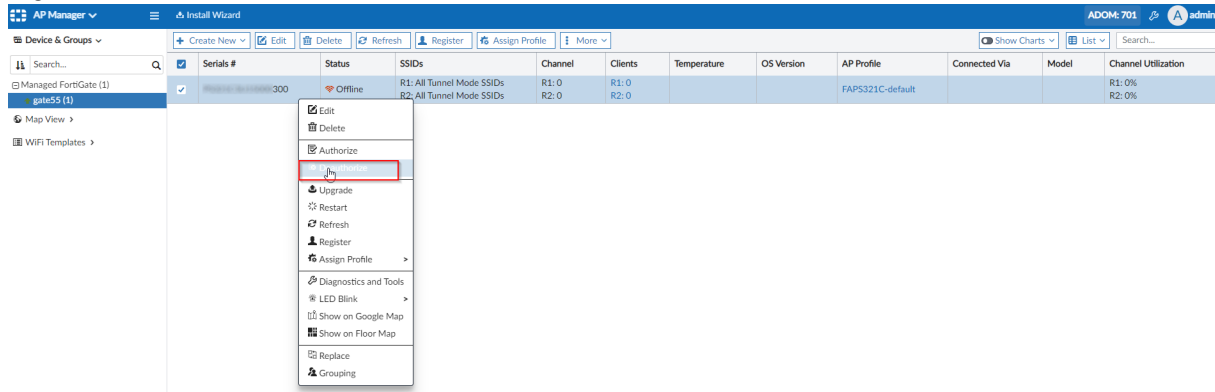 AP Manager
Install Wizard
ADOM: 701
A admin
Device & Groups
+ Create New Edit Delete Refresh Register Assign Profile More
Show Charts List Search...
Search...
Serials # Status SSIDs Channel Clients Temperature OS Version AP Profile Connected Via Model Channel Utilization
Managed FortiGate (1)
gate55 (1)
Map View >
WiFi Templates >
300 Offline R1: All Tunnel Mode SSIDs R1: 0 R1: 0 FAPS321C-default R1: 0%
R2: All Tunnel Mode SSIDs R2: 0 R2: 0 R2: 0%
Edit
Delete
Authorize
Upgrade
Restart
Refresh
Register
Assign Profile >
Diagnostics and Tools
LED Blink >
Show on Google Map
Show on Floor Map
Replace
Grouping